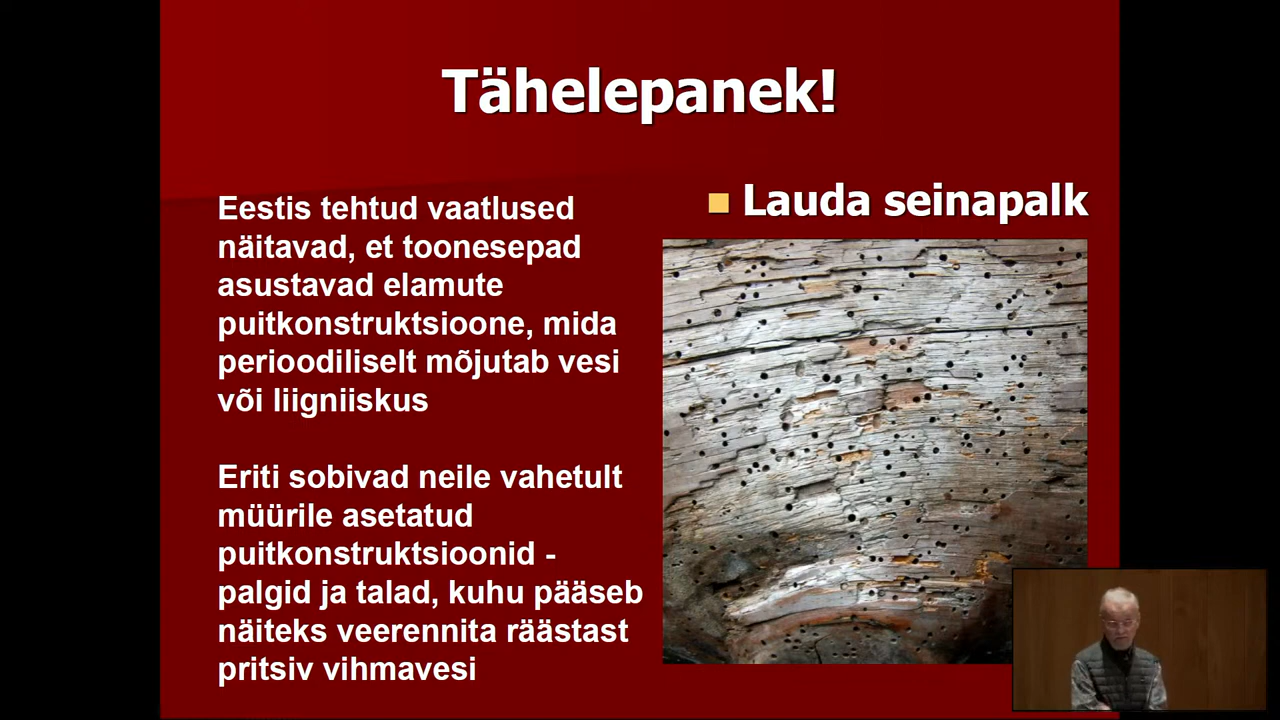 Tähelepanek!
Eestis tehtud vaatlused
näitavad, et toonesepad
asustavad elamute
puitkonstruktsioone, mida
perioodiliselt mõjutab vesi
või liigniiskus
Eriti sobivad neile vahetult
müürile asetatud
puitkonstruktsioonid -
palgid ja talad, kuhu pääseb
näiteks veerennita räästast
pritsiv vihmavesi
Lauda seinapalk